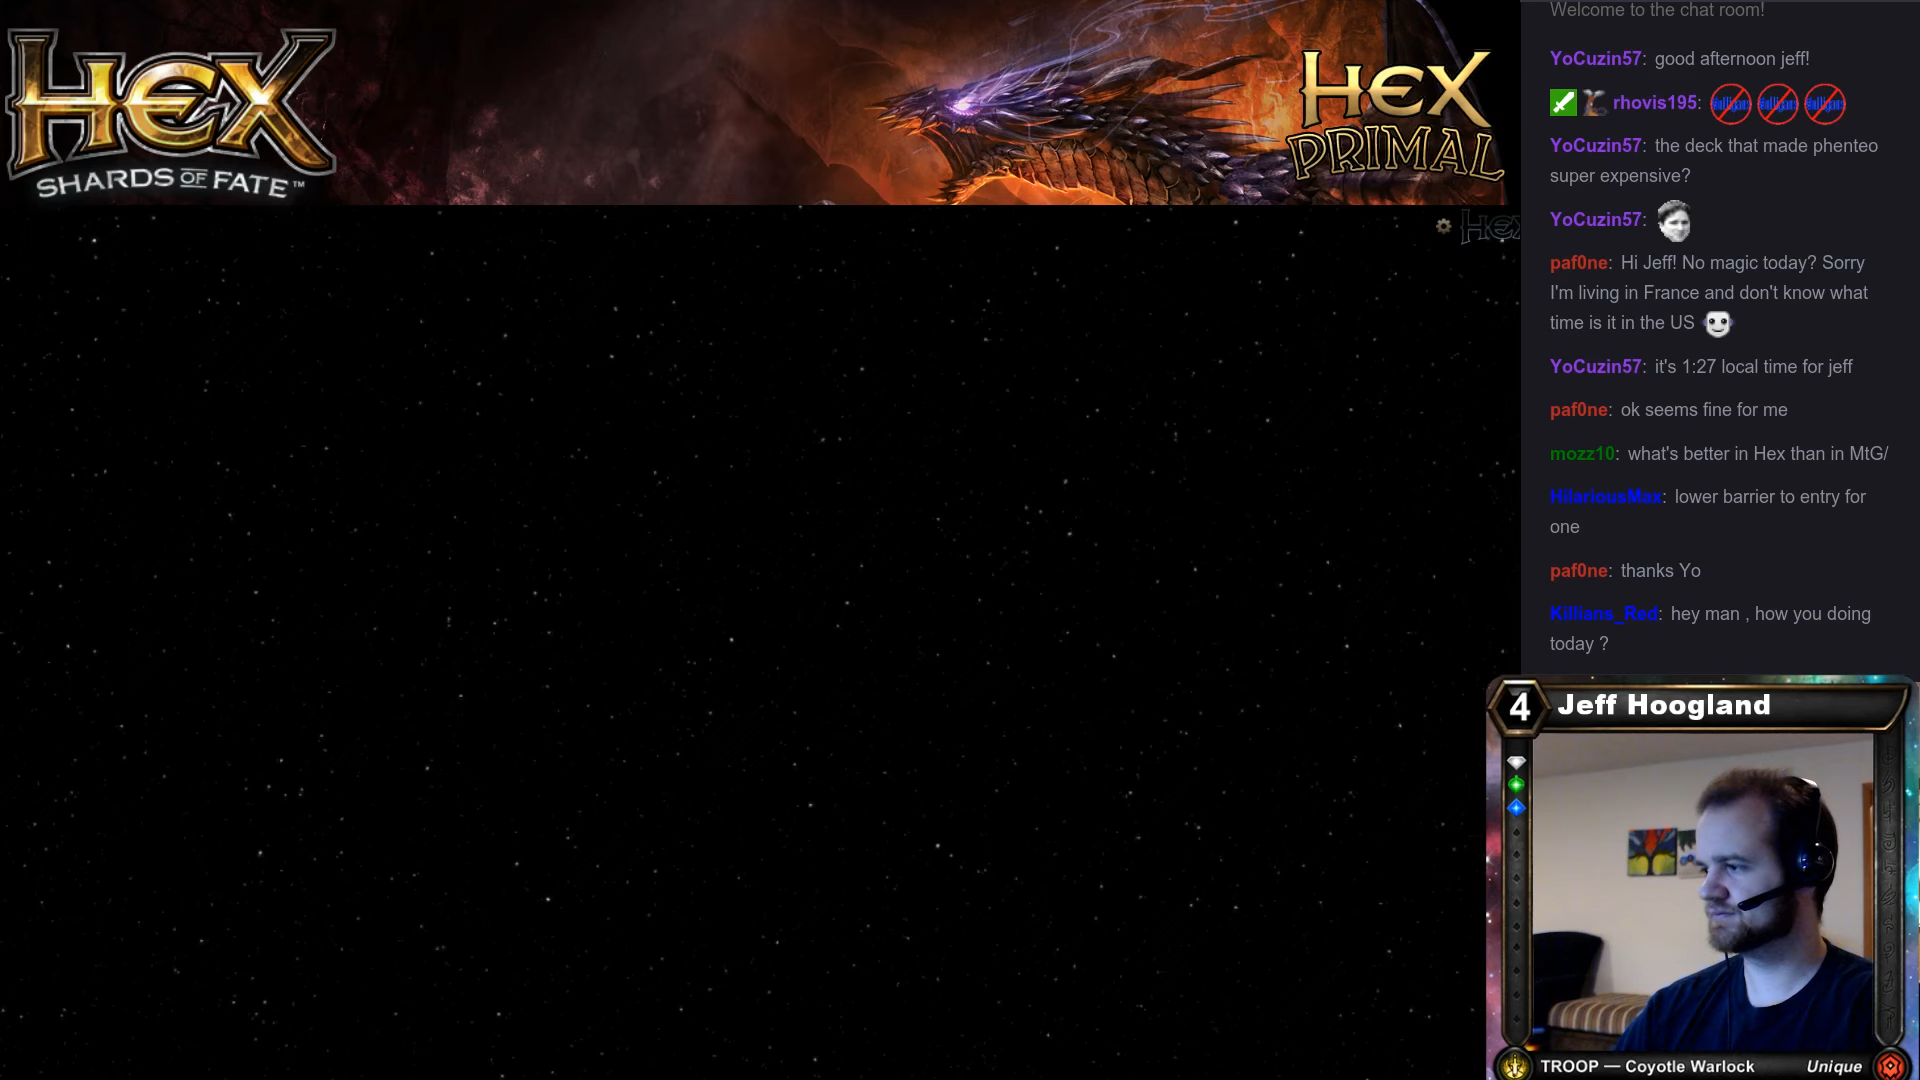 HEX
SHARDS OF FATE™
HEX
PRIMAL
HEX
Welcome to the chat room!
YoCuzin57: good afternoon jeff!
rhovis195:
YoCuzin57: the deck that made phenteo
super expensive?
YoCuzin57:
paf0ne: Hi Jeff! No magic today? Sorry
I'm living in France and don't know what
time is it in the US
YoCuzin57: it's 1:27 local time for jeff
paf0ne: ok seems fine for me
mozz10: what's better in Hex than in MtG/
HilariousMax: lower barrier to entry for
one
paf0ne: thanks Yo
Killians_Red: hey man , how you doing
today ?
4 Jeff Hoogland
TROOP — Coyotle Warlock Unique